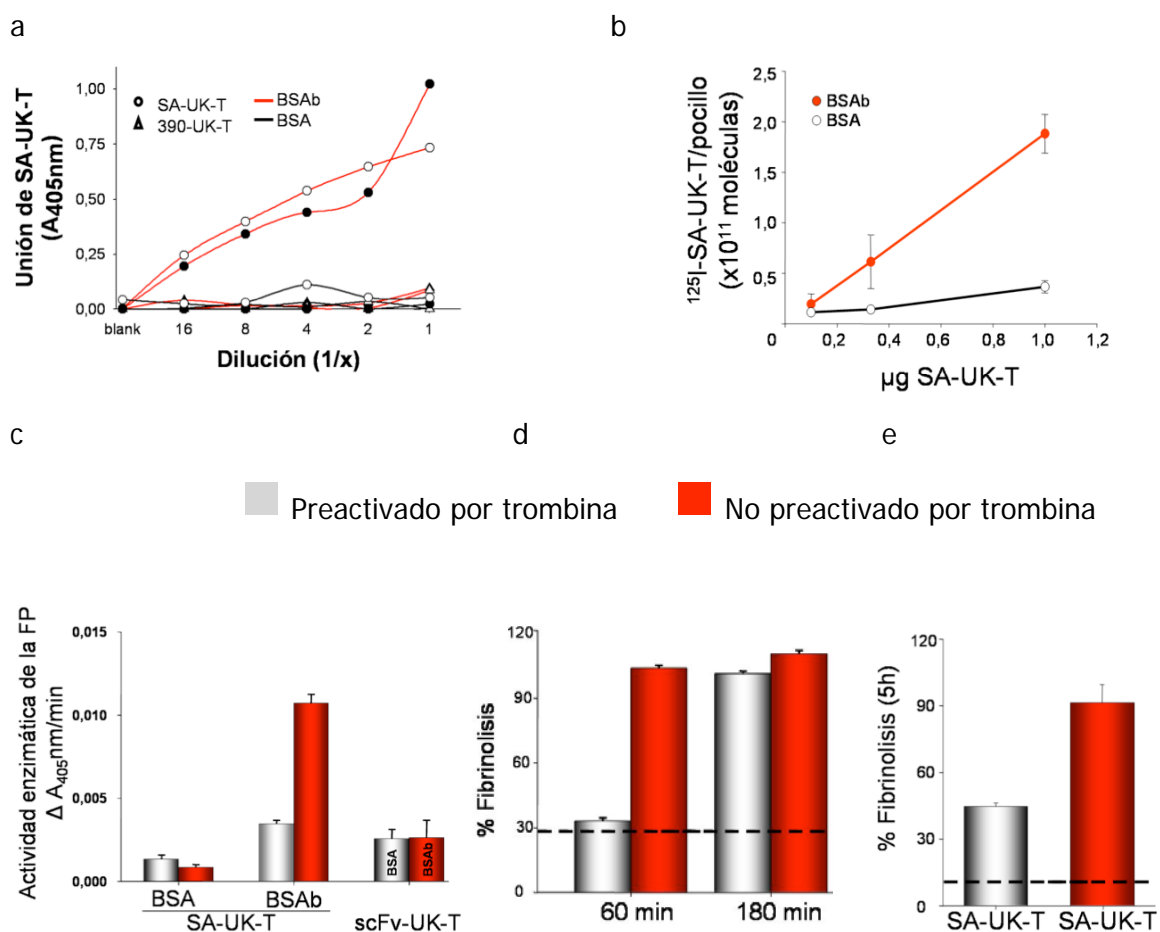 a
b
Unión de SA-UK-T
(A405nm)
1,00
0,75
0,50
0,25
0,00
SA-UK-T
390-UK-T
BSAb
BSA
blank 16 8 4 2 1
Dilución (1/x)
125I-SA-UK-T/pocillo
(x10¹¹ moléculas)
2,5
2,0
1,5
1,0
0,5
BSAb
BSA
0 0,2 0,4 0,6 0,8 1,0 1,2
µg SA-UK-T
c
d
e
Preactivado por trombina
No preactivado por trombina
Actividad enzimática de la FP
Δ A405nm/min
0,015
0,010
0,005
0,000
BSA
BSAb
BSA BSAb
SA-UK-T
scFv-UK-T
% Fibrinolisis
120
90
60
30
0
60 min 180 min
% Fibrinolisis (5h)
120
90
60
30
0
SA-UK-T SA-UK-T